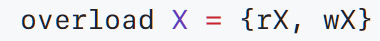 overload X = {rX, wX}